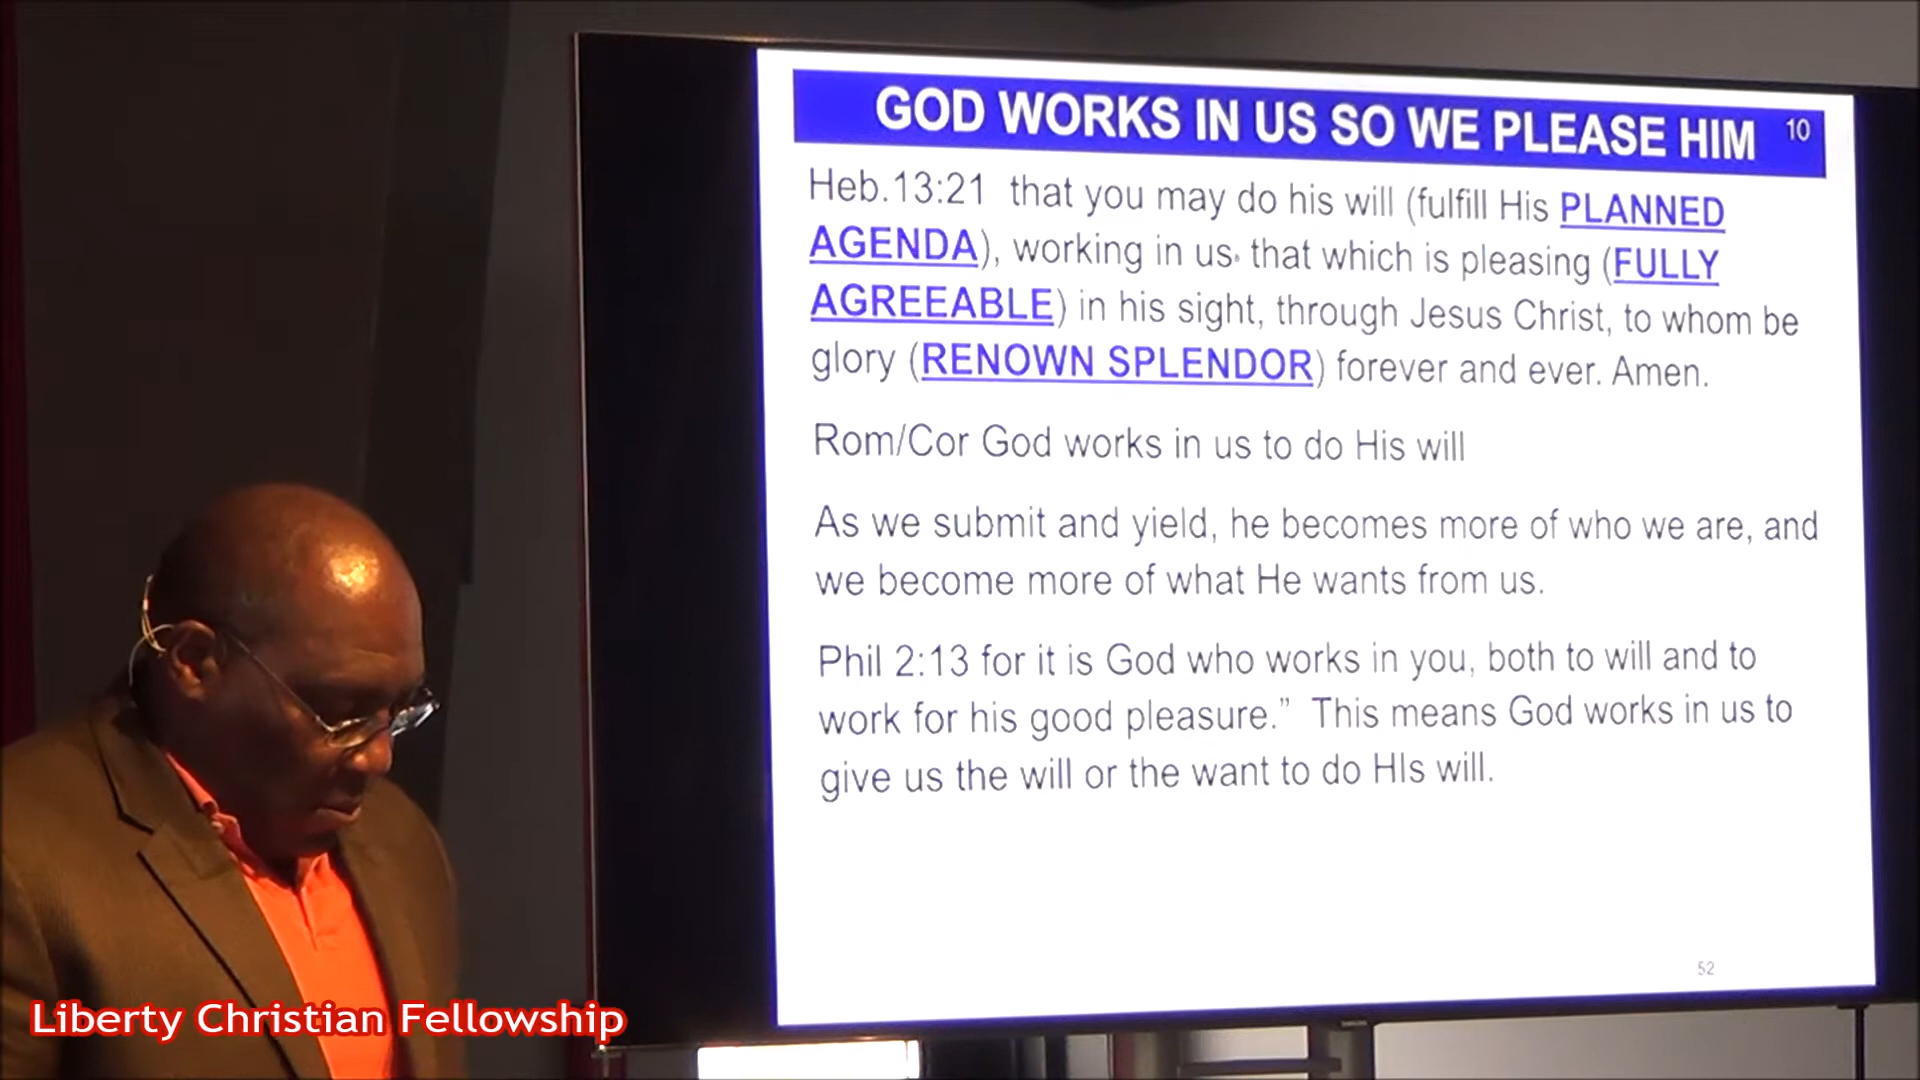 GOD WORKS IN US SO WE PLEASE HIM 10
Heb.13:21 that you may do his will (fulfill His PLANNED
AGENDA), working in us that which is pleasing (FULLY
AGREEABLE) in his sight, through Jesus Christ, to whom be
glory (RENOWN SPLENDOR) forever and ever. Amen.
Rom/Cor God works in us to do His will
As we submit and yield, he becomes more of who we are, and
we become more of what He wants from us.
Phil 2:13 for it is God who works in you, both to will and to
work for his good pleasure.” This means God works in us to
give us the will or the want to do HIs will.
52
Liberty Christian Fellowship